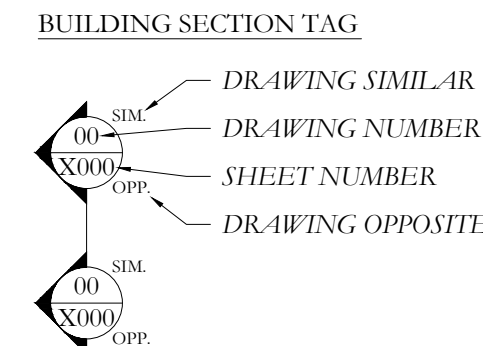 BUILDING SECTION TAG
SIM.
DRAWING SIMILAR
00
DRAWING NUMBER
X000
SHEET NUMBER
OPP.
DRAWING OPPOSITE
SIM.
00
X000
OPP.